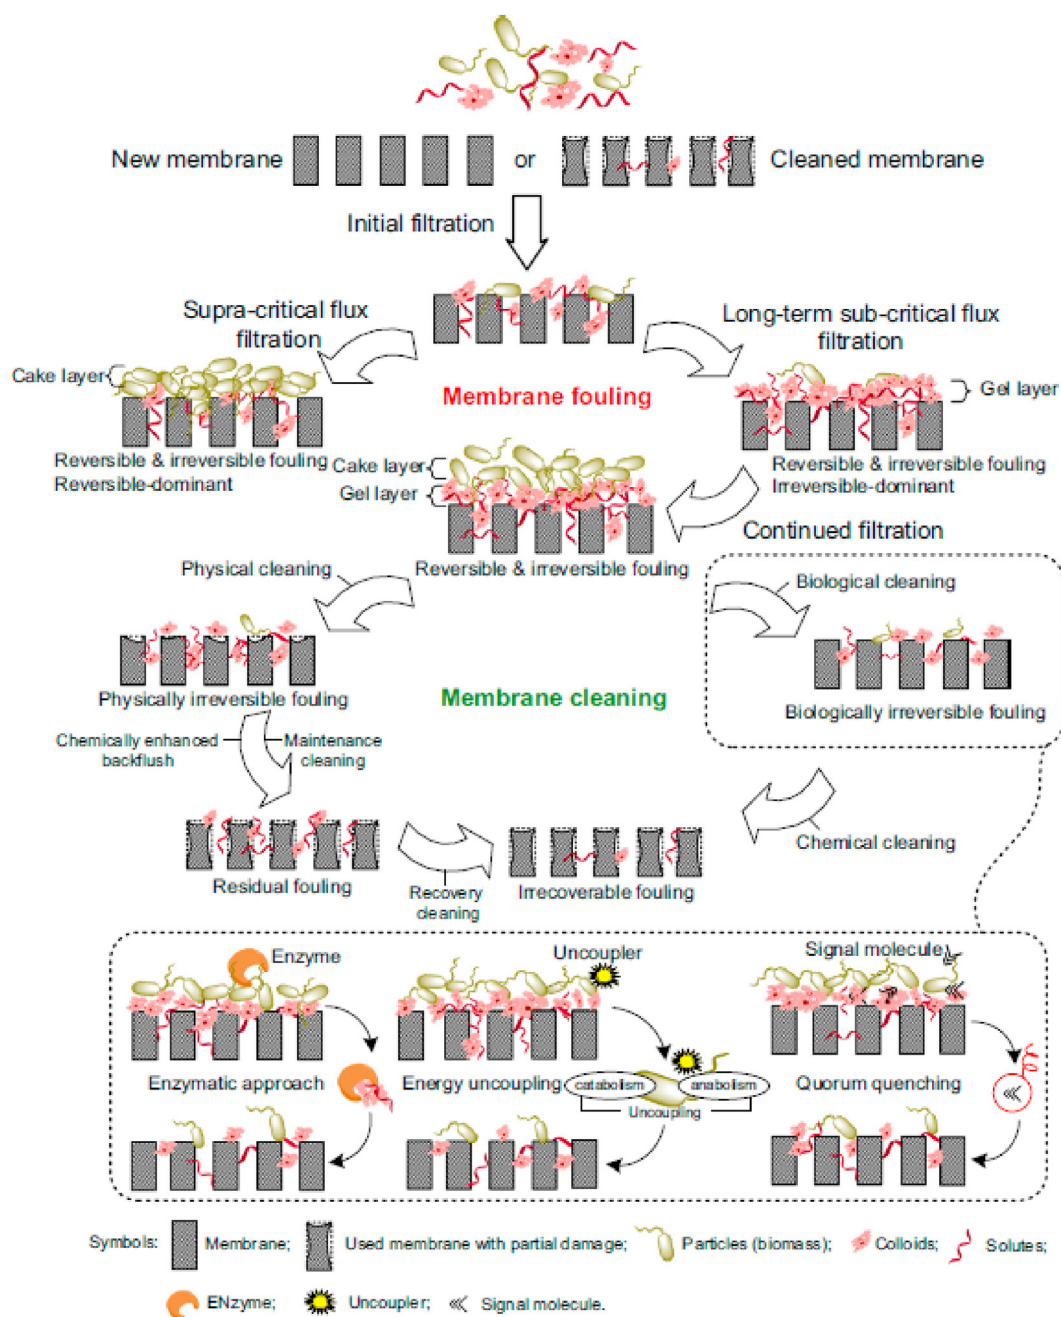 New membrane or Cleaned membrane
Initial filtration
Supra-critical flux
filtration
Long-term sub-critical flux
filtration
Cake layer
Membrane fouling
Gel layer
Reversible & irreversible fouling
Reversible-dominant
Cake layer
Gel layer
Reversible & irreversible fouling
Irreversible-dominant
Continued filtration
Physical cleaning
Reversible & irreversible fouling
Biological cleaning
Physically irreversible fouling
Membrane cleaning
Biologically irreversible fouling
Chemically enhanced
backflush
Maintenance
cleaning
Chemical cleaning
Residual fouling
Recovery
cleaning
Irrecoverable fouling
Enzyme
Uncoupler
Signal molecule
Enzymatic approach
Energy uncoupling
catabolism
anabolism
Uncoupling
Quorum quenching
Symbols: Membrane; Used membrane with partial damage; Particles (biomass); Colloids; Solutes;
ENzyme; Uncoupler; Signal molecule.